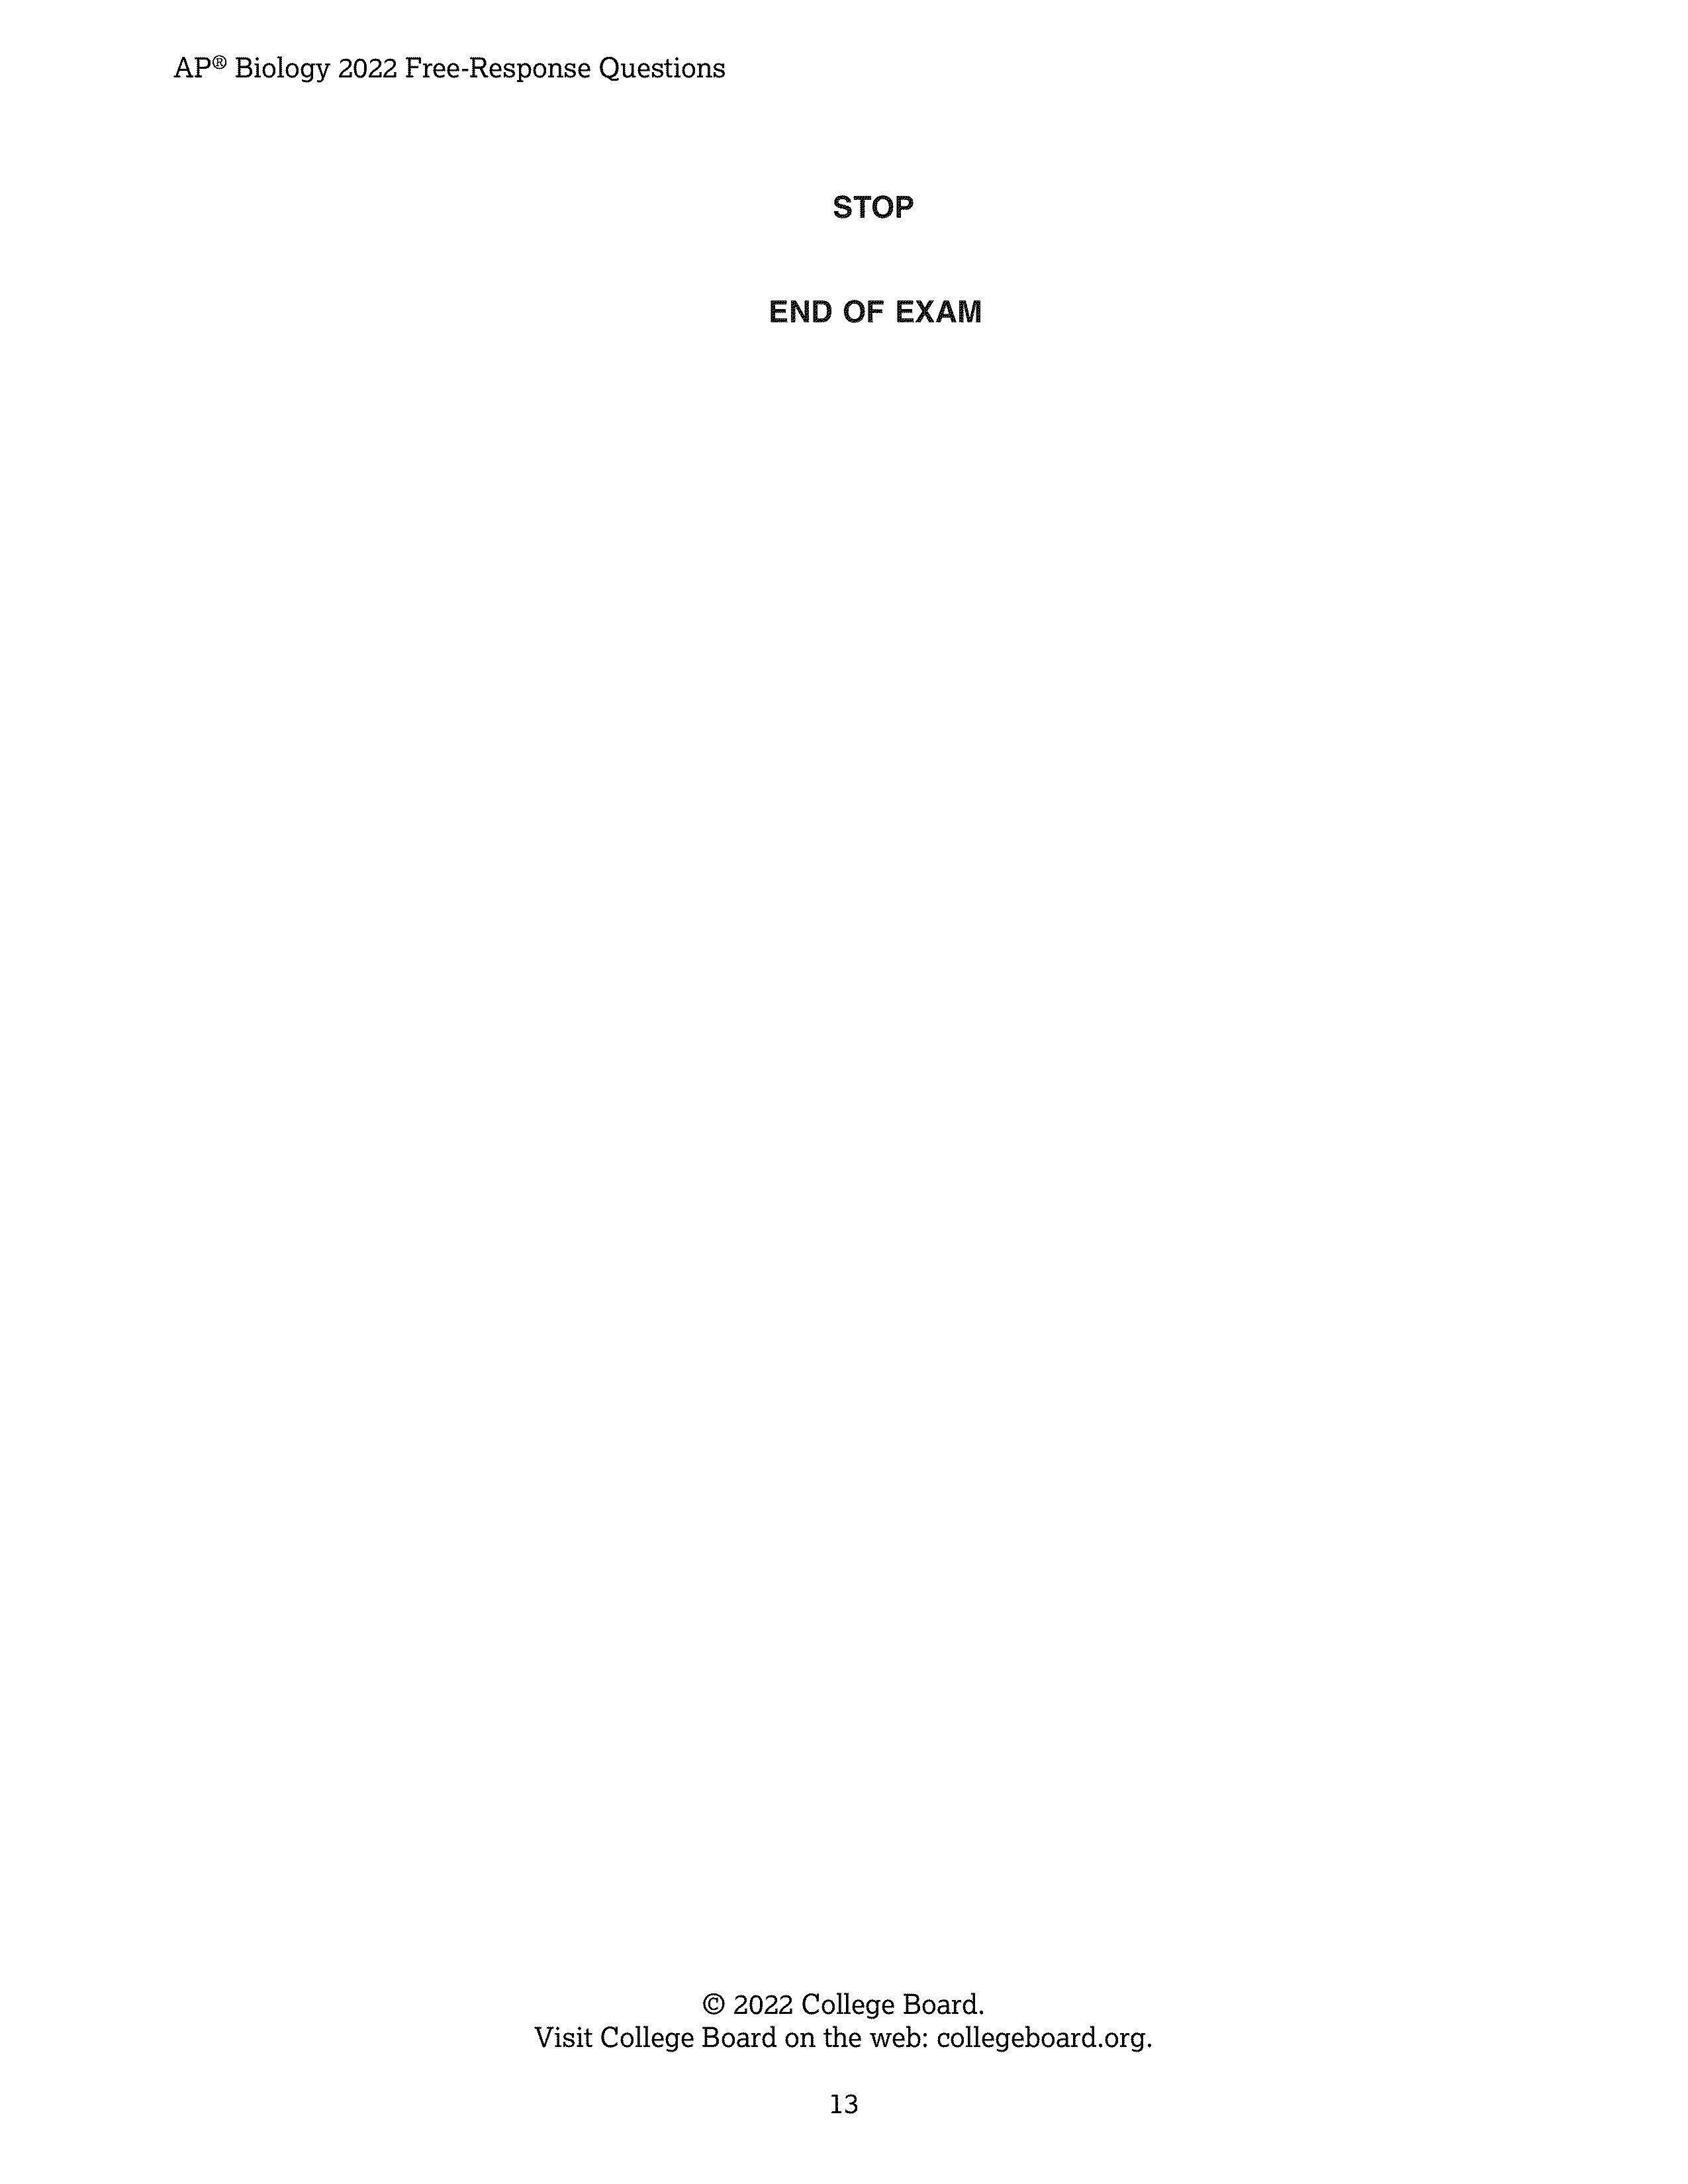 AP® Biology 2022 Free-Response Questions
STOP
END OF EXAM
© 2022 College Board.
Visit College Board on the web: collegeboard.org.
13